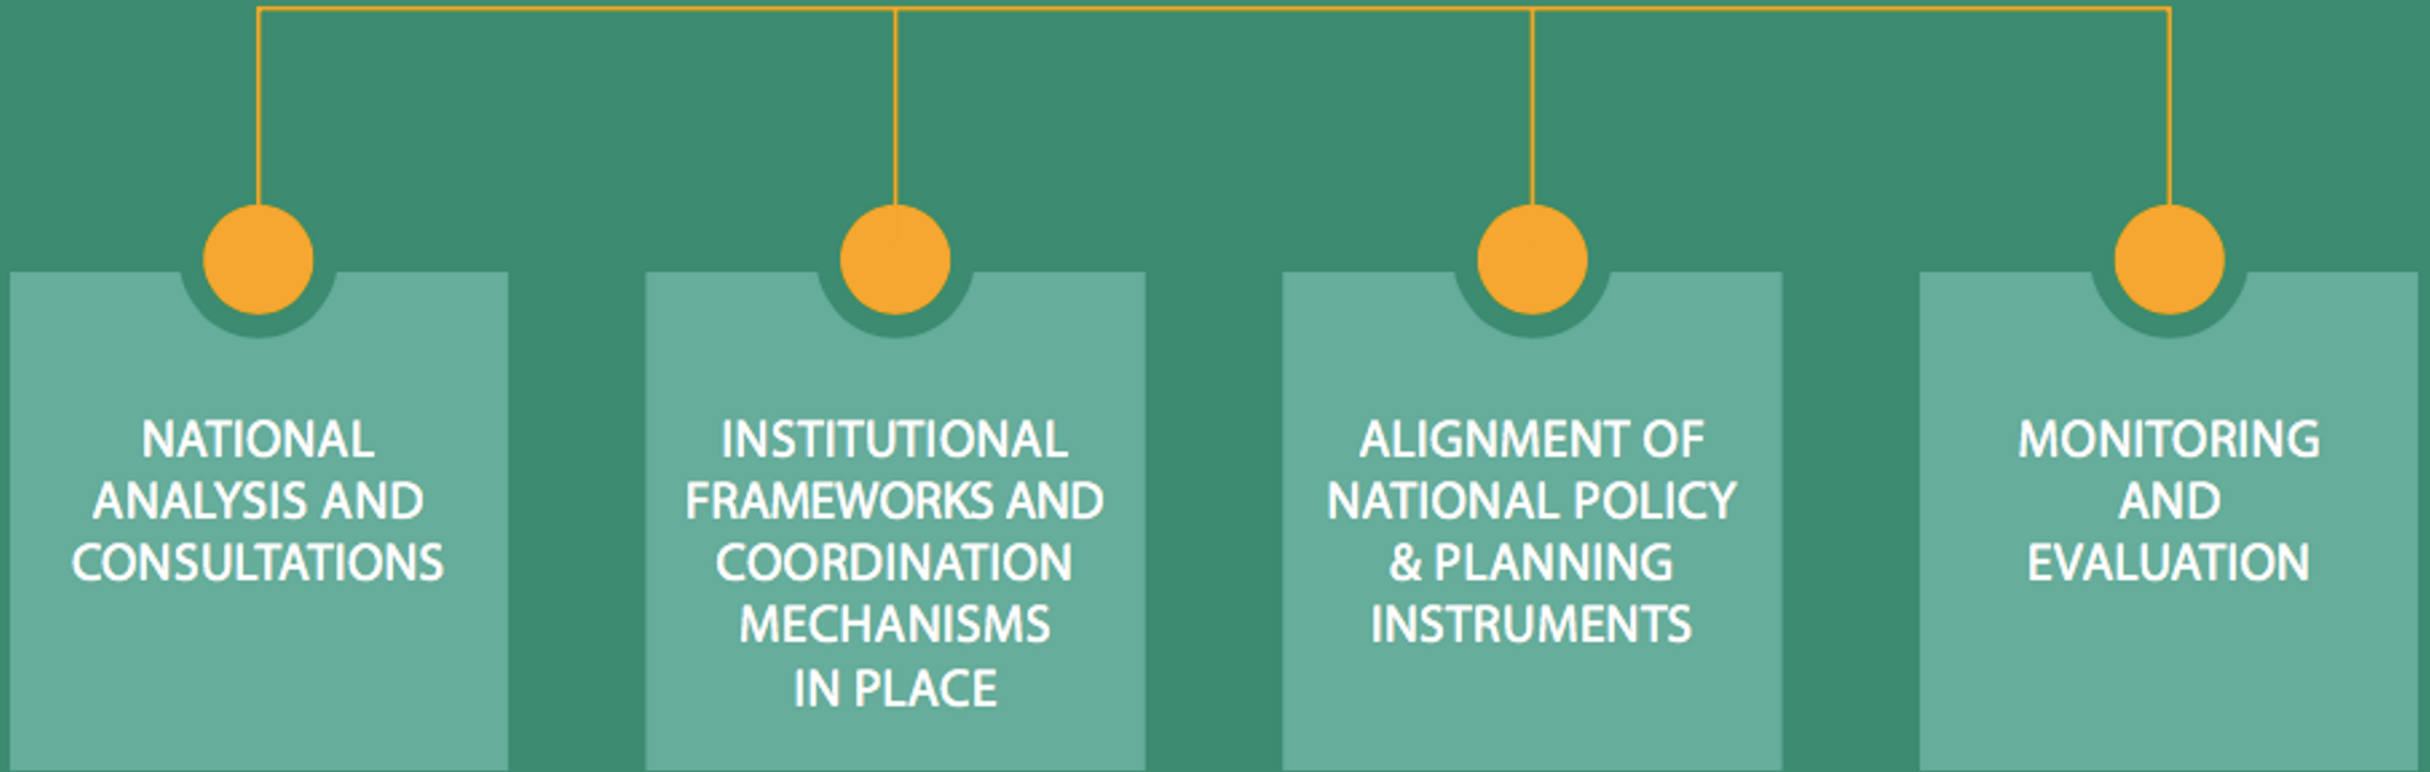 NATIONAL
ANALYSIS AND
CONSULTATIONS
INSTITUTIONAL
FRAMEWORKS AND
COORDINATION
MECHANISMS
IN PLACE
ALIGNMENT OF
NATIONAL POLICY
& PLANNING
INSTRUMENTS
MONITORING
AND
EVALUATION